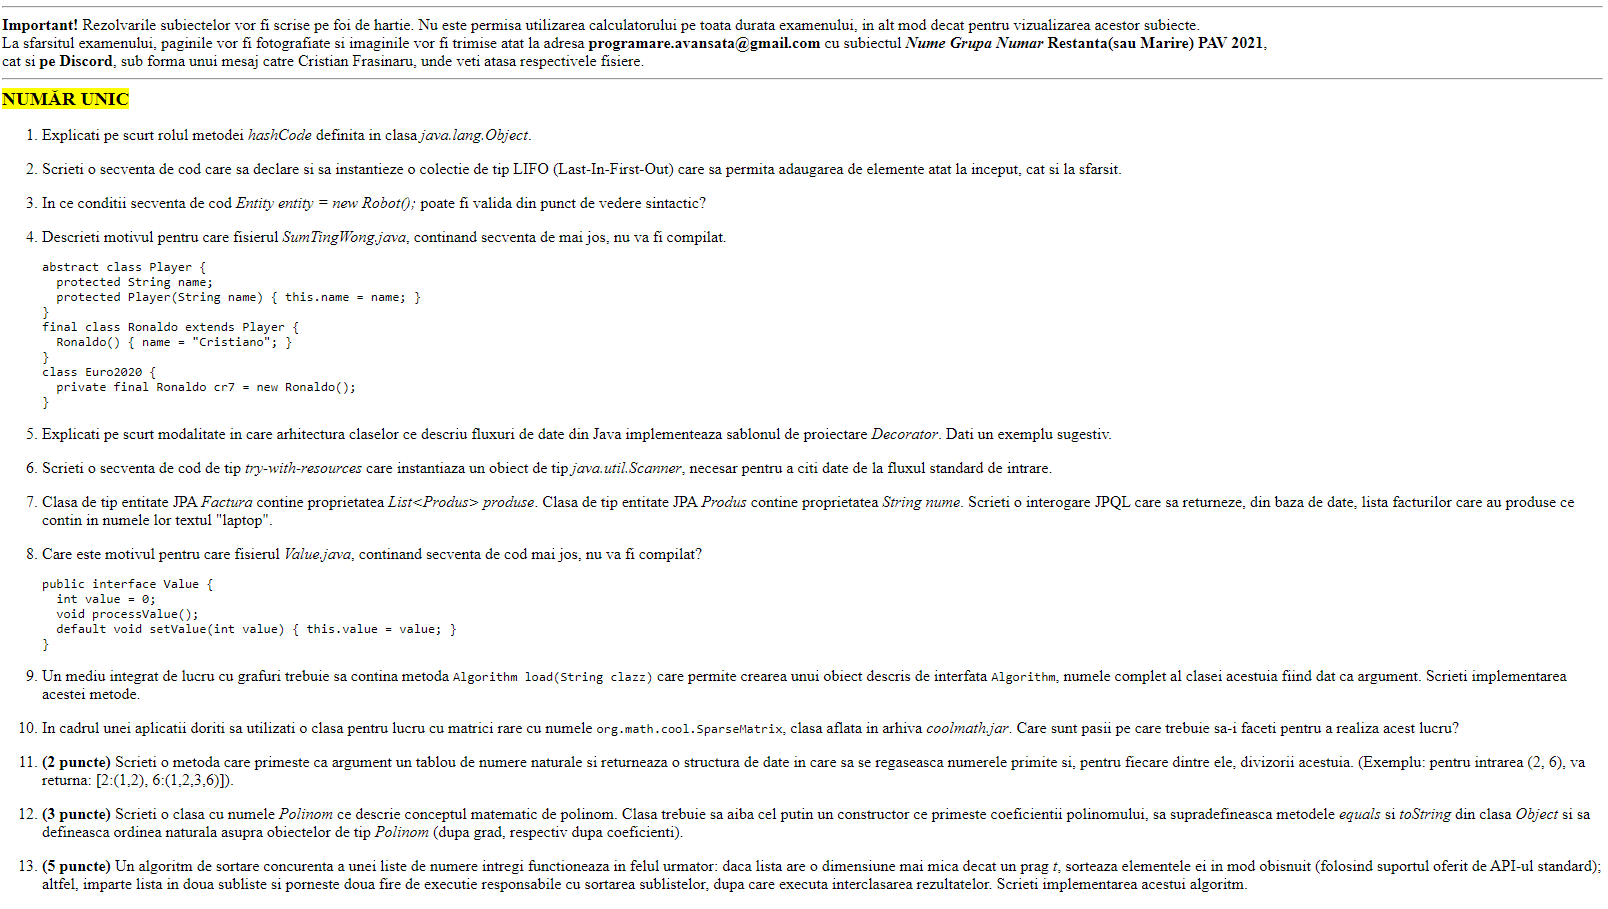 Important! Rezolvarile subiectelor vor fi scrise pe foi de hartie. Nu este permisa utilizarea calculatorului pe toata durata examenului, in alt mod decat pentru vizualizarea acestor subiecte.
La sfarsitul examenului, paginile vor fi fotografiate si imaginile vor fi trimise atat la adresa programare.avansata@gmail.com cu subiectul Nume Grupa Numar Restanta(sau Marire) PAV 2021,
cat si pe Discord, sub forma unui mesaj catre Cristian Frasinaru, unde veti atasa respectivele fisiere.
NUMĂR UNIC
1. Explicati pe scurt rolul metodei hashCode definita in clasa java.lang.Object.
2. Scrieti o secventa de cod care sa declare si sa instantieze o colectie de tip LIFO (Last-In-First-Out) care sa permita adaugarea de elemente atat la inceput, cat si la sfarsit.
3. In ce conditii secventa de cod Entity entity = new Robot(); poate fi valida din punct de vedere sintactic?
4. Descrieti motivul pentru care fisierul SumTingWong.java, continand secventa de mai jos, nu va fi compilat.
abstract class Player {
  protected String name;
  protected Player(String name) { this.name = name; }
}
final class Ronaldo extends Player {
  Ronaldo() { name = "Cristiano"; }
}
class Euro2020 {
  private final Ronaldo cr7 = new Ronaldo();
}
5. Explicati pe scurt modalitate in care arhitectura claselor ce descriu fluxuri de date din Java implementeaza sablonul de proiectare Decorator. Dati un exemplu sugestiv.
6. Scrieti o secventa de cod de tip try-with-resources care instantiaza un obiect de tip java.util.Scanner, necesar pentru a citi date de la fluxul standard de intrare.
7. Clasa de tip entitate JPA Factura contine proprietatea List<Produs> produse. Clasa de tip entitate JPA Produs contine proprietatea String nume. Scrieti o interogare JPQL care sa returneze, din baza de date, lista facturilor care au produse ce
contin in numele lor textul "laptop".
8. Care este motivul pentru care fisierul Value.java, continand secventa de cod mai jos, nu va fi compilat?
public interface Value {
  int value = 0;
  void processValue();
  default void setValue(int value) { this.value = value; }
}
9. Un mediu integrat de lucru cu grafuri trebuie sa contina metoda Algorithm load(String clazz) care permite crearea unui obiect descris de interfata Algorithm, numele complet al clasei acestuia fiind dat ca argument. Scrieti implementarea
acestei metode.
10. In cadrul unei aplicatii doriti sa utilizati o clasa pentru lucru cu matrici rare cu numele org.math.cool.SparseMatrix, clasa aflata in arhiva coolmath.jar. Care sunt pasii pe care trebuie sa-i faceti pentru a realiza acest lucru?
11. (2 puncte) Scrieti o metoda care primeste ca argument un tablou de numere naturale si returneaza o structura de date in care sa se regaseasca numerele primite si, pentru fiecare dintre ele, divizorii acestuia. (Exemplu: pentru intrarea (2, 6), va
returna: [2:(1,2), 6:(1,2,3,6)]).
12. (3 puncte) Scrieti o clasa cu numele Polinom ce descrie conceptul matematic de polinom. Clasa trebuie sa aiba cel putin un constructor ce primeste coeficientii polinomului, sa supradefineasca metodele equals si toString din clasa Object si sa
defineasca ordinea naturala asupra obiectelor de tip Polinom (dupa grad, respectiv dupa coeficienti).
13. (5 puncte) Un algoritm de sortare concurenta a unei liste de numere intregi functioneaza in felul urmator: daca lista are o dimensiune mai mica decat un prag t, sorteaza elementele ei in mod obisnuit (folosind suportul oferit de API-ul standard);
altfel, imparte lista in doua subliste si porneste doua fire de executie responsabile cu sortarea sublistelor, dupa care executa interclasarea rezultatelor. Scrieti implementarea acestui algoritm.